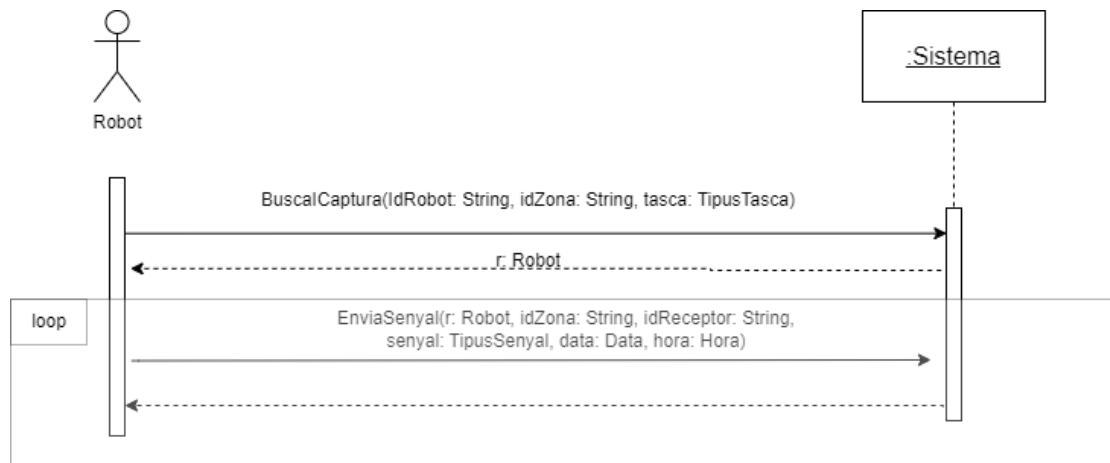 :Sistema
Robot
BuscaICaptura(IdRobot: String, idZona: String, tasca: TipusTasca)
r: Robot
loop
EnviaSenyal(r: Robot, idZona: String, idReceptor: String,
senyal: TipusSenyal, data: Data, hora: Hora)